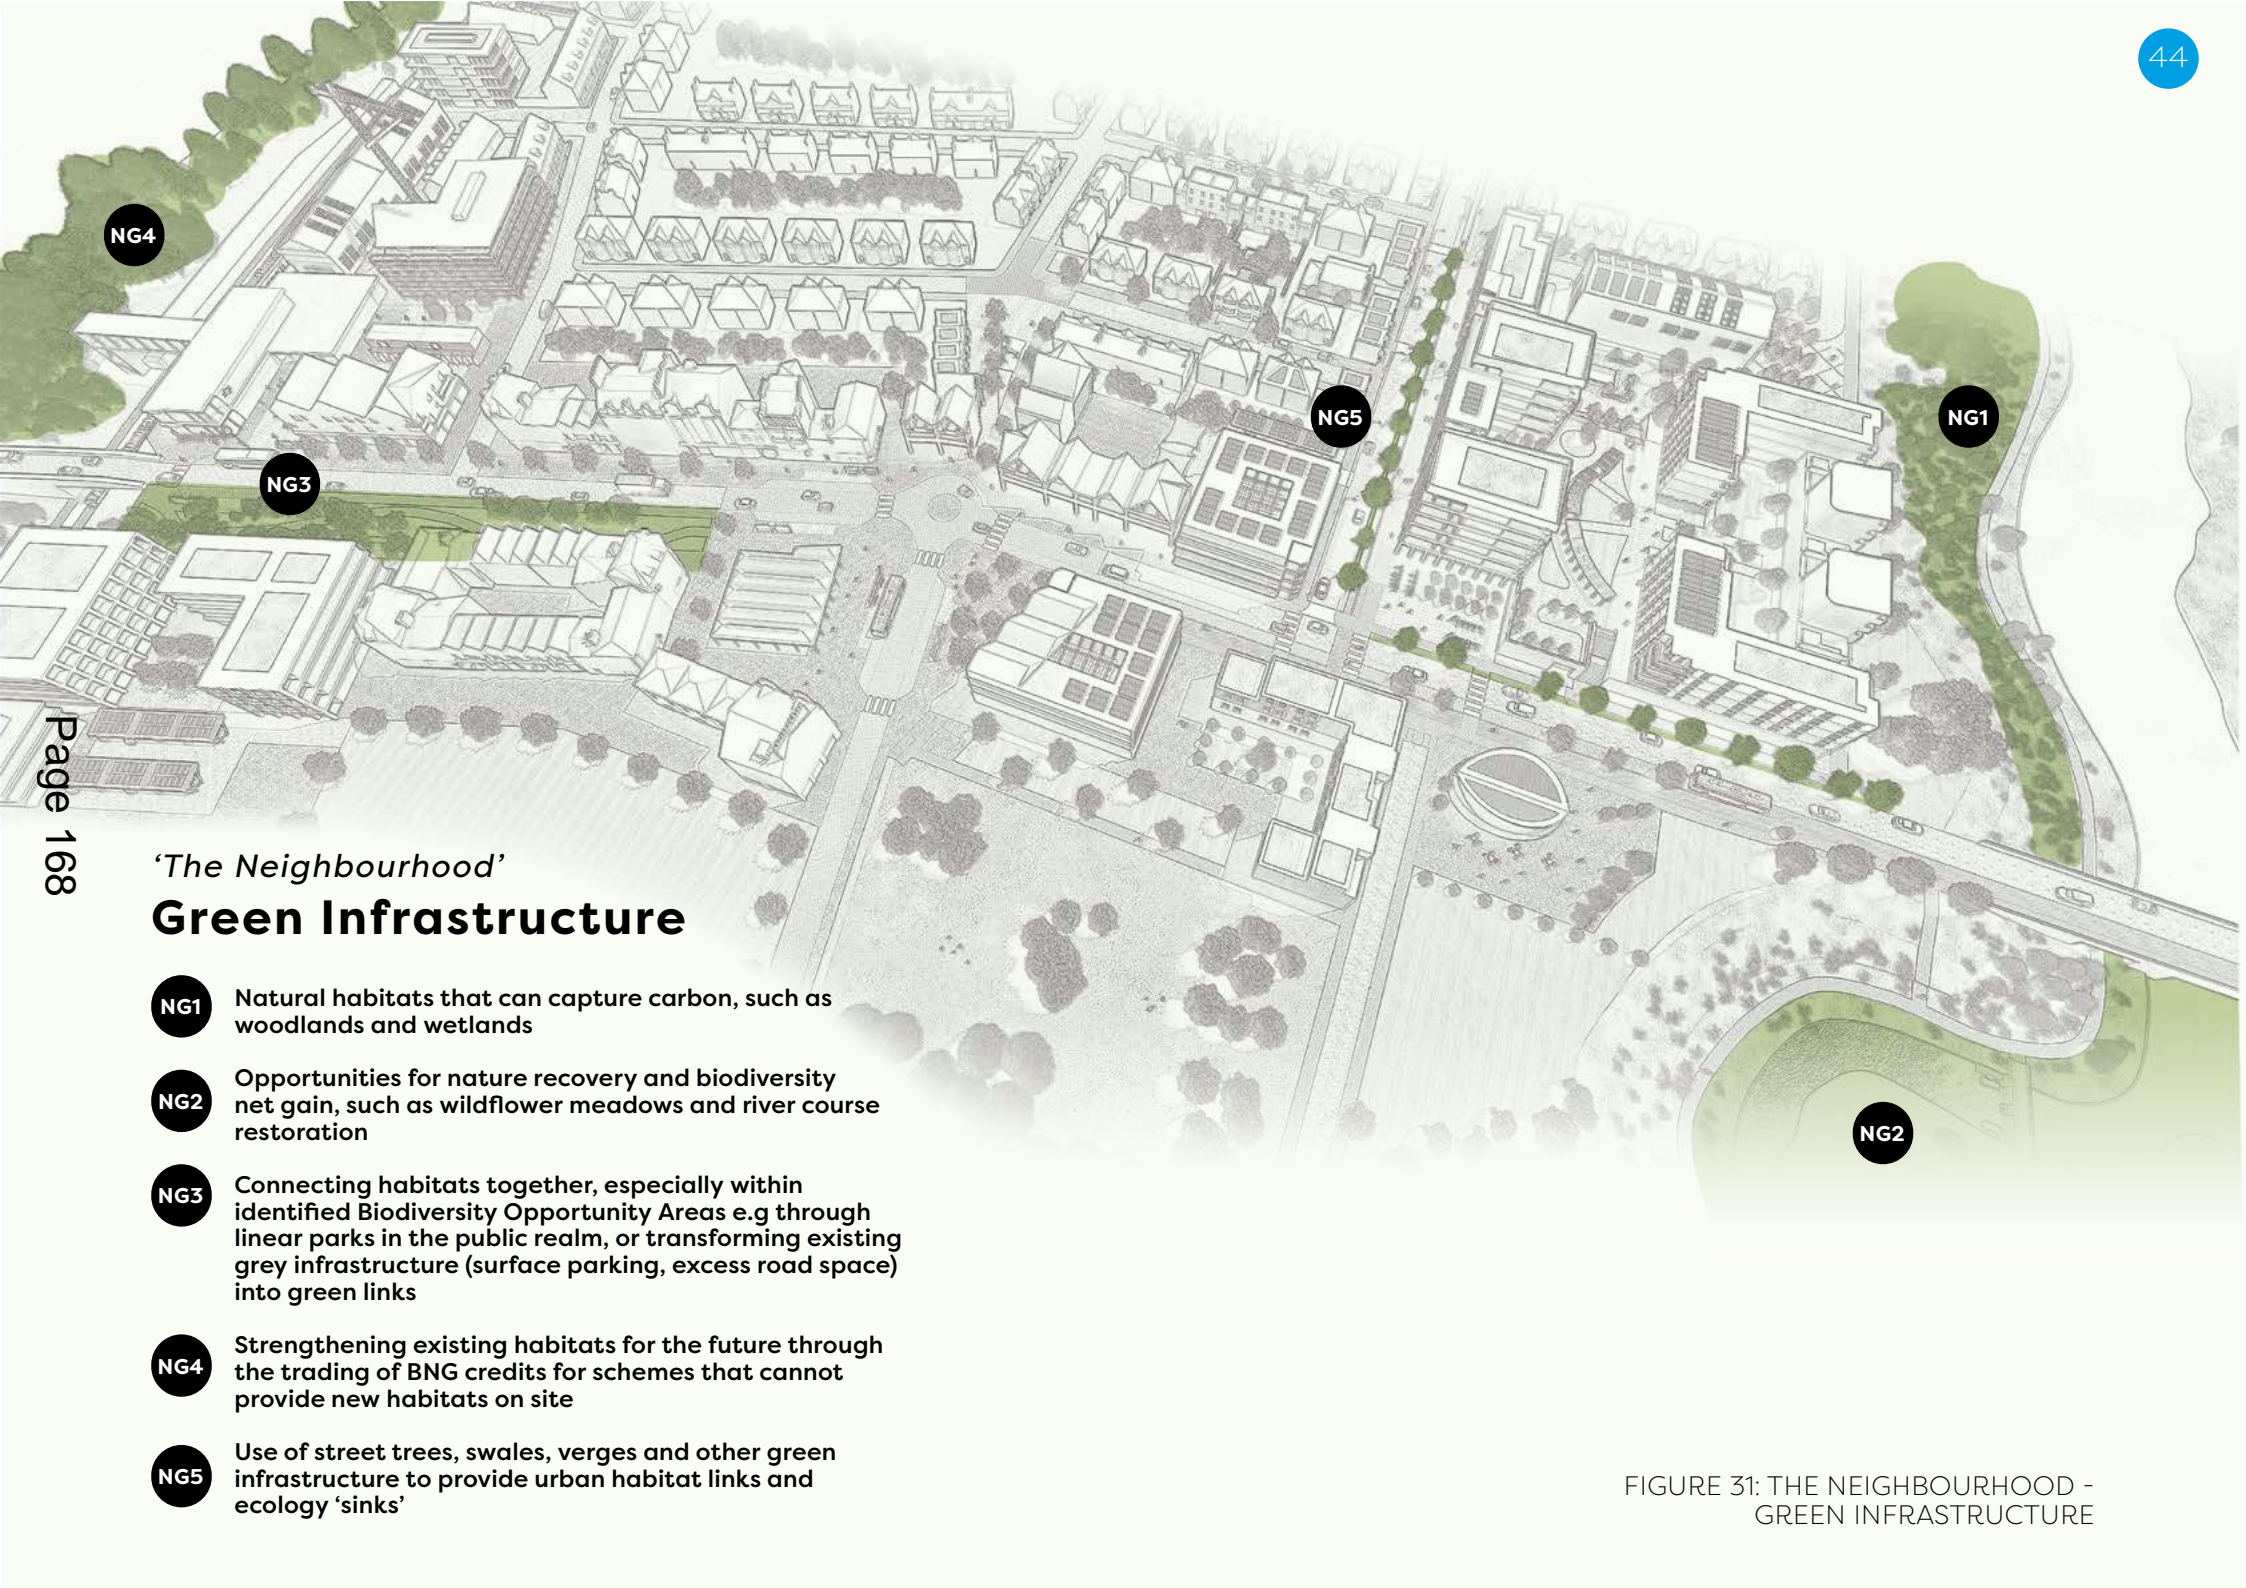 44
NG4
NG5
NG1
NG3
NG2
Page 168
‘The Neighbourhood’
Green Infrastructure
NG1
Natural habitats that can capture carbon, such as
woodlands and wetlands
NG2
Opportunities for nature recovery and biodiversity
net gain, such as wildflower meadows and river course
restoration
NG3
Connecting habitats together, especially within
identified Biodiversity Opportunity Areas e.g through
linear parks in the public realm, or transforming existing
grey infrastructure (surface parking, excess road space)
into green links
NG4
Strengthening existing habitats for the future through
the trading of BNG credits for schemes that cannot
provide new habitats on site
NG5
Use of street trees, swales, verges and other green
infrastructure to provide urban habitat links and
ecology ‘sinks’
FIGURE 31: THE NEIGHBOURHOOD -
GREEN INFRASTRUCTURE